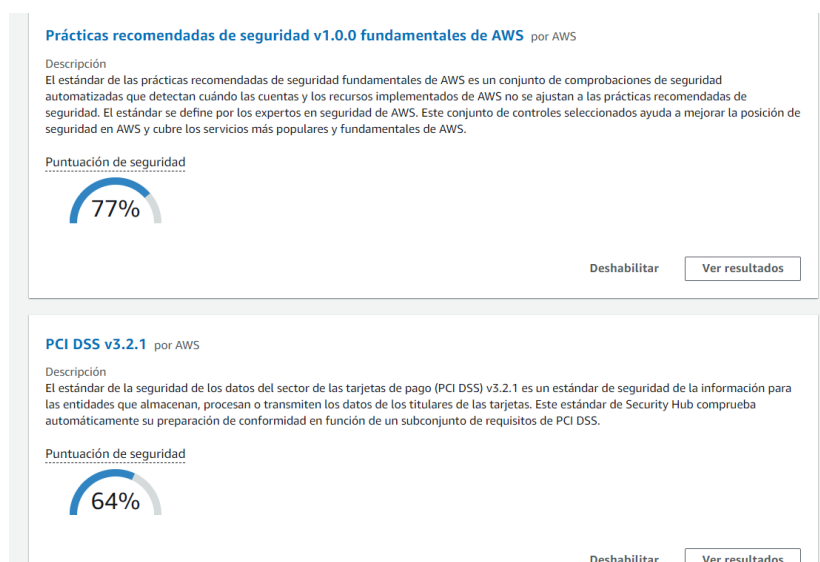 Prácticas recomendadas de seguridad v1.0.0 fundamentales de AWS por AWS
Descripción
El estándar de las prácticas recomendadas de seguridad fundamentales de AWS es un conjunto de comprobaciones de seguridad
automatizadas que detectan cuándo las cuentas y los recursos implementados de AWS no se ajustan a las prácticas recomendadas de
seguridad. El estándar se define por los expertos en seguridad de AWS. Este conjunto de controles seleccionados ayuda a mejorar la posición de
seguridad en AWS y cubre los servicios más populares y fundamentales de AWS.
Puntuación de seguridad
77%
Deshabilitar Ver resultados
PCI DSS v3.2.1 por AWS
Descripción
El estándar de la seguridad de los datos del sector de las tarjetas de pago (PCI DSS) v3.2.1 es un estándar de seguridad de la información para
las entidades que almacenan, procesan o transmiten los datos de los titulares de las tarjetas. Este estándar de Security Hub comprueba
automáticamente su preparación de conformidad en función de un subconjunto de requisitos de PCI DSS.
Puntuación de seguridad
64%
Deshabilitar Ver resultados